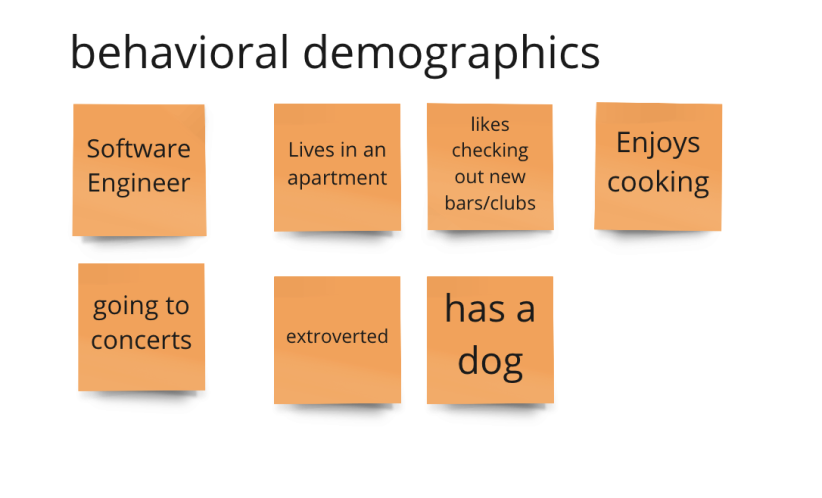 behavioral demographics
Software
Engineer
Lives in an
apartment
likes
checking
out new
bars/clubs
Enjoys
cooking
going to
concerts
extroverted
has a
dog